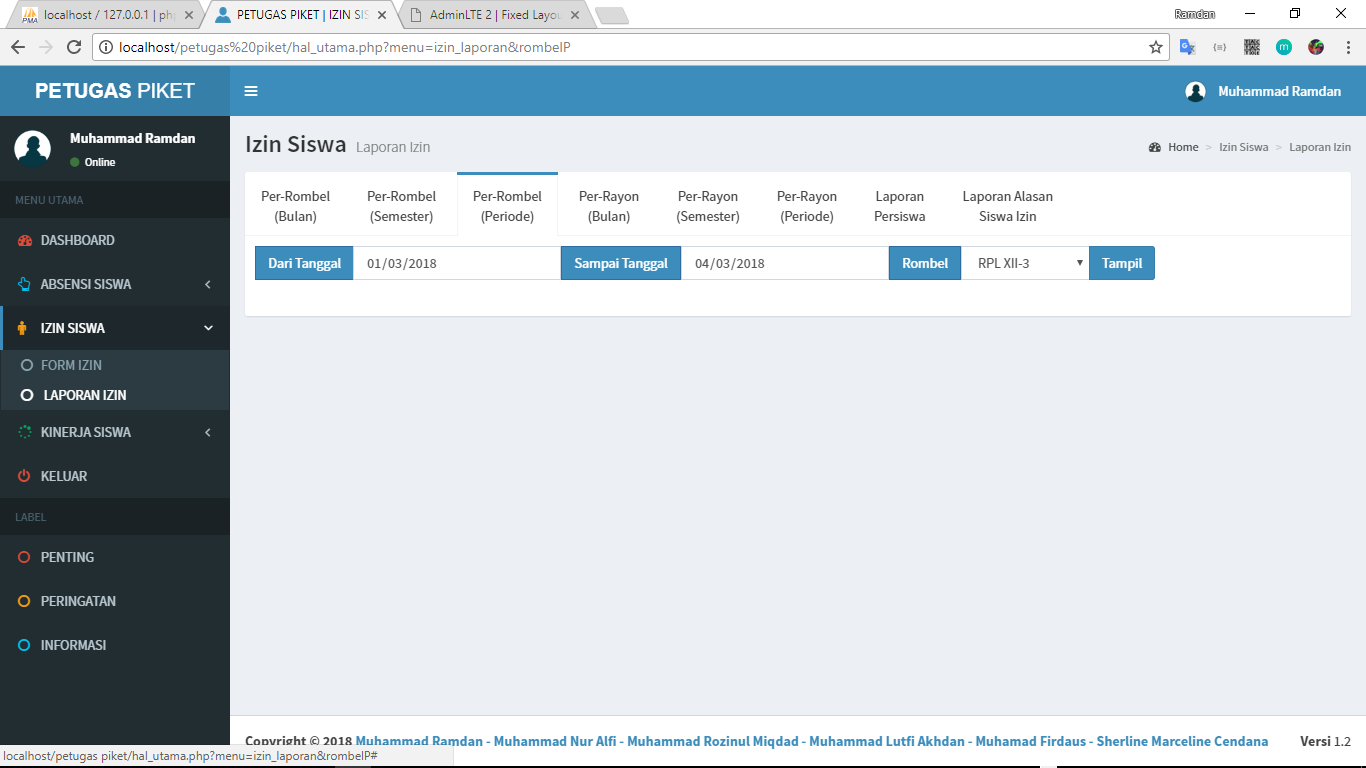 localhost / 127.0.0.1 | php
PETUGAS PIKET | IZIN SIS
AdminLTE 2 | Fixed Layou
Ramdan
localhost/petugas%20piket/hal_utama.php?menu=izin_laporan&rombelP
PETUGAS PIKET
Muhammad Ramdan
Muhammad Ramdan
Online
MENU UTAMA
DASHBOARD
ABSENSI SISWA
IZIN SISWA
FORM IZIN
LAPORAN IZIN
KINERJA SISWA
KELUAR
LABEL
PENTING
PERINGATAN
INFORMASI
Izin Siswa Laporan Izin
Home > Izin Siswa > Laporan Izin
Per-Rombel
(Bulan)
Per-Rombel
(Semester)
Per-Rombel
(Periode)
Per-Rayon
(Bulan)
Per-Rayon
(Semester)
Per-Rayon
(Periode)
Laporan
Persiswa
Laporan Alasan
Siswa Izin
Dari Tanggal 01/03/2018 Sampai Tanggal 04/03/2018 Rombel RPL XII-3 Tampil
Copyright © 2018 Muhammad Ramdan - Muhammad Nur Alfi - Muhammad Rozinul Miqdad - Muhammad Lutfi Akhdan - Muhamad Firdaus - Sherline Marceline Cendana
Versi 1.2
localhost/petugas piket/hal_utama.php?menu=izin_laporan&rombelP#